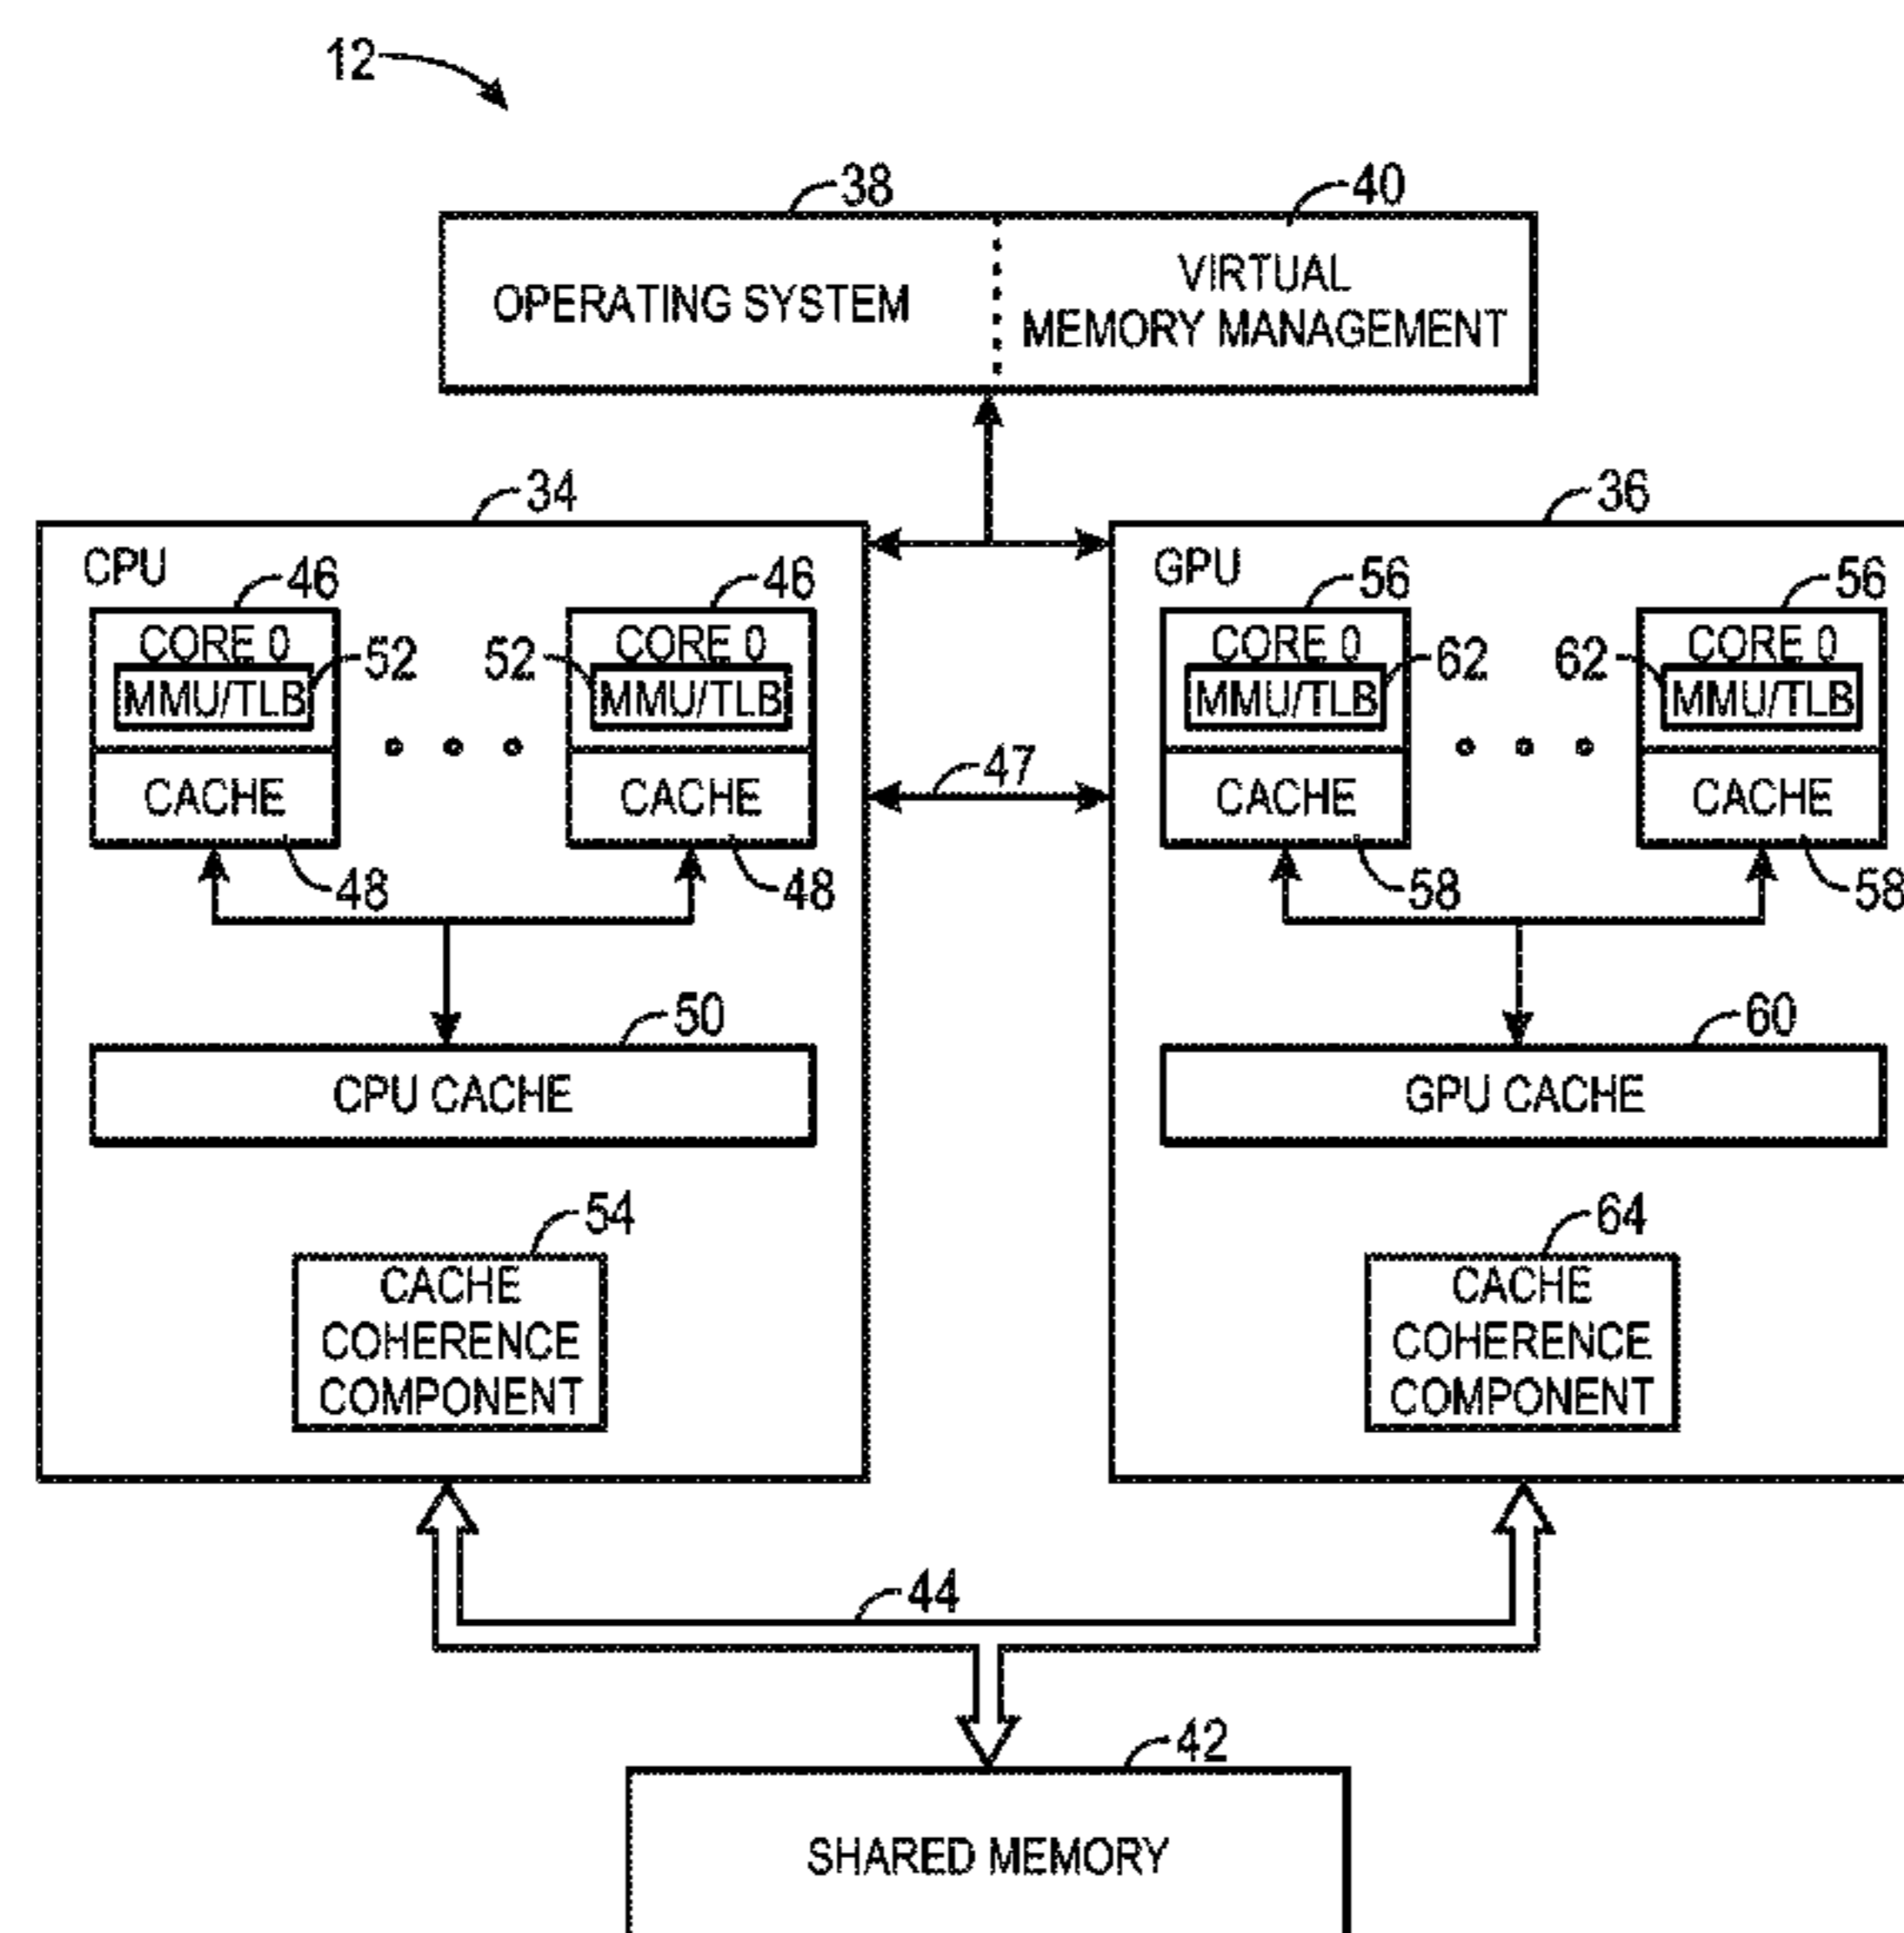 12
38
40
OPERATING SYSTEM
VIRTUAL
MEMORY MANAGEMENT
34
36
CPU
46
46
CORE 0
52
52
CORE 0
MMU/TLB
MMU/TLB
CACHE
CACHE
48
48
47
GPU
56
56
CORE 0
62
62
CORE 0
MMU/TLB
MMU/TLB
CACHE
CACHE
58
58
50
CPU CACHE
60
GPU CACHE
54
CACHE
COHERENCE
COMPONENT
64
CACHE
COHERENCE
COMPONENT
44
42
SHARED MEMORY